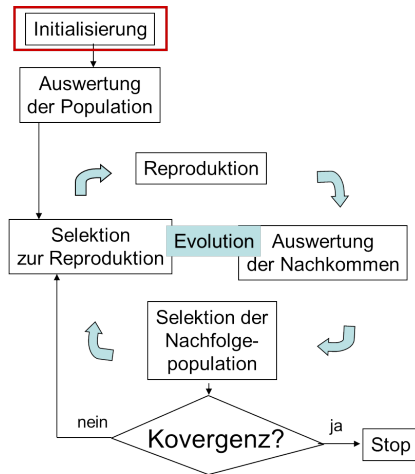 Initialisierung
Auswertung
der Population
Reproduktion
Selektion
zur Reproduktion
Evolution
Auswertung
der Nachkommen
Selektion der
Nachfolge-
population
nein
Kovergenz?
ja
Stop